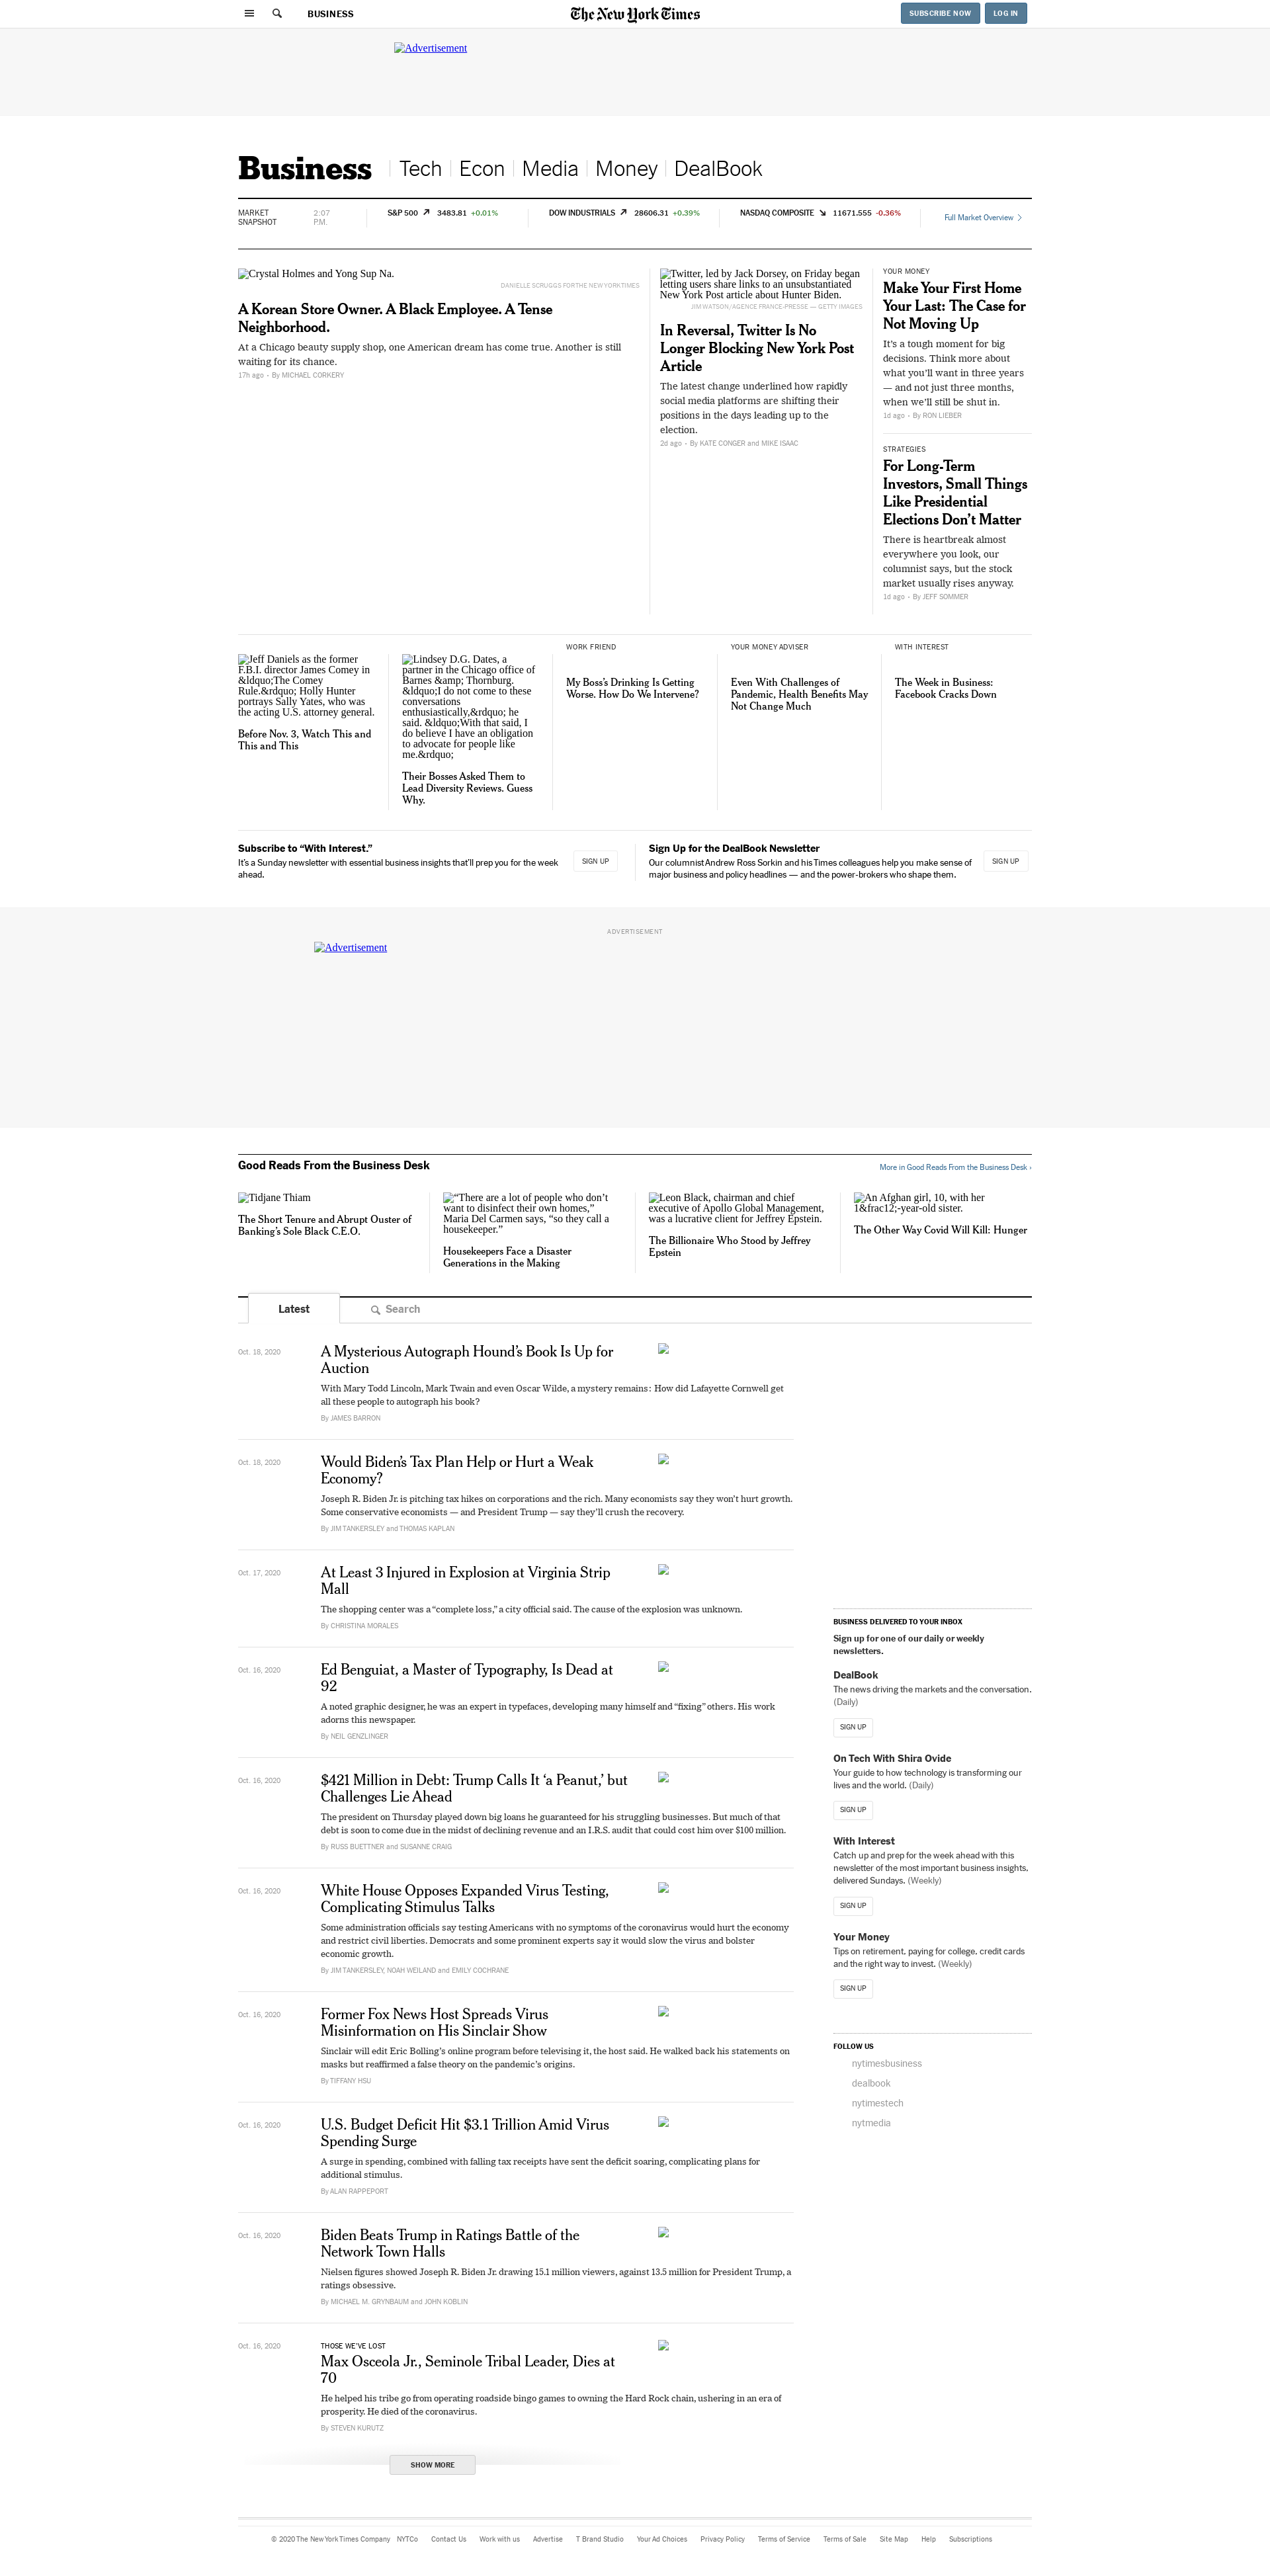 BUSINESS
The New York Times
SUBSCRIBE NOW
LOG IN
Advertisement
Business
Tech
Econ
Media
Money
DealBook
MARKET
SNAPSHOT
2:07
P.M.
S&P 500 3483.81 +0.01%
DOW INDUSTRIALS 28606.31 +0.39%
NASDAQ COMPOSITE 11671.555 -0.36%
Full Market Overview
Crystal Holmes and Yong Sup Na.
DANIELLE SCRUGGS FOR THE NEW YORK TIMES
A Korean Store Owner. A Black Employee. A Tense
Neighborhood.
At a Chicago beauty supply shop, one American dream has come true. Another is still
waiting for its chance.
17h ago - By MICHAEL CORKERY
Twitter, led by Jack Dorsey, on Friday began
letting users share links to an unsubstantiated
New York Post article about Hunter Biden.
JIM WATSON/AGENCE FRANCE-PRESSE — GETTY IMAGES
In Reversal, Twitter Is No
Longer Blocking New York Post
Article
The latest change underlined how rapidly
social media platforms are shifting their
positions in the days leading up to the
election.
2d ago - By KATE CONGER and MIKE ISAAC
YOUR MONEY
Make Your First Home
Your Last: The Case for
Not Moving Up
It’s a tough moment for big
decisions. Think more about
what you’ll want in three years
— and not just three months,
when we’ll still be shut in.
1d ago - By RON LIEBER
STRATEGIES
For Long-Term
Investors, Small Things
Like Presidential
Elections Don’t Matter
There is heartbreak almost
everywhere you look, our
columnist says, but the stock
market usually rises anyway.
1d ago - By JEFF SOMMER
Jeff Daniels as the former
F.B.I. director James Comey in
&ldquo;The Comey
Rule.&rdquo; Holly Hunter
portrays Sally Yates, who was
the acting U.S. attorney general.
Before Nov. 3, Watch This and
This and This
Lindsey D.G. Dates, a
partner in the Chicago office of
Barnes &amp; Thornburg.
&ldquo;I do not come to these
conversations
enthusiastically,&rdquo; he
said. &ldquo;With that said, I
do believe I have an obligation
to advocate for people like
me.&rdquo;
Their Bosses Asked Them to
Lead Diversity Reviews. Guess
Why.
WORK FRIEND
My Boss’s Drinking Is Getting
Worse. How Do We Intervene?
YOUR MONEY ADVISER
Even With Challenges of
Pandemic, Health Benefits May
Not Change Much
WITH INTEREST
The Week in Business:
Facebook Cracks Down
Subscribe to “With Interest.”
It’s a Sunday newsletter with essential business insights that’ll prep you for the week
ahead.
SIGN UP
Sign Up for the DealBook Newsletter
Our columnist Andrew Ross Sorkin and his Times colleagues help you make sense of
major business and policy headlines — and the power-brokers who shape them.
SIGN UP
ADVERTISEMENT
Advertisement
Good Reads From the Business Desk
More in Good Reads From the Business Desk ›
Tidjane Thiam
The Short Tenure and Abrupt Ouster of
Banking’s Sole Black C.E.O.
“There are a lot of people who don’t
want to disinfect their own homes,”
Maria Del Carmen says, “so they call a
housekeeper.”
Housekeepers Face a Disaster
Generations in the Making
Leon Black, chairman and chief
executive of Apollo Global Management,
was a lucrative client for Jeffrey Epstein.
The Billionaire Who Stood by Jeffrey
Epstein
An Afghan girl, 10, with her
1&frac12;-year-old sister.
The Other Way Covid Will Kill: Hunger
Latest
Search
Oct. 18, 2020
A Mysterious Autograph Hound’s Book Is Up for
Auction
With Mary Todd Lincoln, Mark Twain and even Oscar Wilde, a mystery remains: How did Lafayette Cornwell get
all these people to autograph his book?
By JAMES BARRON
Oct. 18, 2020
Would Biden’s Tax Plan Help or Hurt a Weak
Economy?
Joseph R. Biden Jr. is pitching tax hikes on corporations and the rich. Many economists say they won’t hurt growth.
Some conservative economists — and President Trump — say they’ll crush the recovery.
By JIM TANKERSLEY and THOMAS KAPLAN
Oct. 17, 2020
At Least 3 Injured in Explosion at Virginia Strip
Mall
The shopping center was a “complete loss,” a city official said. The cause of the explosion was unknown.
By CHRISTINA MORALES
Oct. 16, 2020
Ed Benguiat, a Master of Typography, Is Dead at
92
A noted graphic designer, he was an expert in typefaces, developing many himself and “fixing” others. His work
adorns this newspaper.
By NEIL GENZLINGER
Oct. 16, 2020
$421 Million in Debt: Trump Calls It ‘a Peanut,’ but
Challenges Lie Ahead
The president on Thursday played down big loans he guaranteed for his struggling businesses. But much of that
debt is soon to come due in the midst of declining revenue and an I.R.S. audit that could cost him over $100 million.
By RUSS BUETTNER and SUSANNE CRAIG
Oct. 16, 2020
White House Opposes Expanded Virus Testing,
Complicating Stimulus Talks
Some administration officials say testing Americans with no symptoms of the coronavirus would hurt the economy
and restrict civil liberties. Democrats and some prominent experts say it would slow the virus and bolster
economic growth.
By JIM TANKERSLEY, NOAH WEILAND and EMILY COCHRANE
Oct. 16, 2020
Former Fox News Host Spreads Virus
Misinformation on His Sinclair Show
Sinclair will edit Eric Bolling’s online program before televising it, the host said. He walked back his statements on
masks but reaffirmed a false theory on the pandemic’s origins.
By TIFFANY HSU
Oct. 16, 2020
U.S. Budget Deficit Hit $3.1 Trillion Amid Virus
Spending Surge
A surge in spending, combined with falling tax receipts have sent the deficit soaring, complicating plans for
additional stimulus.
By ALAN RAPPEPORT
Oct. 16, 2020
Biden Beats Trump in Ratings Battle of the
Network Town Halls
Nielsen figures showed Joseph R. Biden Jr. drawing 15.1 million viewers, against 13.5 million for President Trump, a
ratings obsessive.
By MICHAEL M. GRYNBAUM and JOHN KOBLIN
Oct. 16, 2020
THOSE WE’VE LOST
Max Osceola Jr., Seminole Tribal Leader, Dies at
70
He helped his tribe go from operating roadside bingo games to owning the Hard Rock chain, ushering in an era of
prosperity. He died of the coronavirus.
By STEVEN KURUTZ
SHOW MORE
BUSINESS DELIVERED TO YOUR INBOX
Sign up for one of our daily or weekly
newsletters.
DealBook
The news driving the markets and the conversation.
(Daily)
SIGN UP
On Tech With Shira Ovide
Your guide to how technology is transforming our
lives and the world. (Daily)
SIGN UP
With Interest
Catch up and prep for the week ahead with this
newsletter of the most important business insights,
delivered Sundays. (Weekly)
SIGN UP
Your Money
Tips on retirement, paying for college, credit cards
and the right way to invest. (Weekly)
SIGN UP
FOLLOW US
nytimesbusiness
dealbook
nytimestech
nytmedia
© 2020 The New York Times Company NYTCo Contact Us Work with us Advertise T Brand Studio Your Ad Choices Privacy Policy Terms of Service Terms of Sale Site Map Help Subscriptions